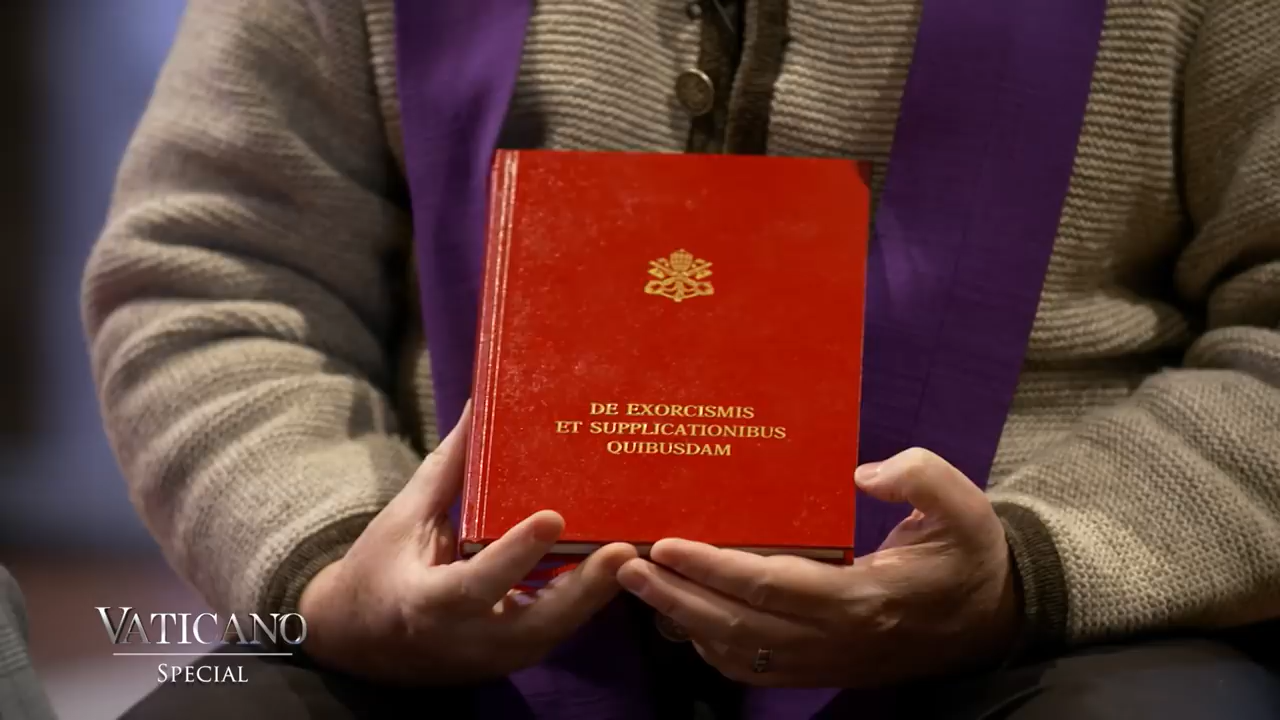 DE EXORCISMIS
ET SUPPLICATIONIBUS
QUIBUSDAM
VATICANO
SPECIAL